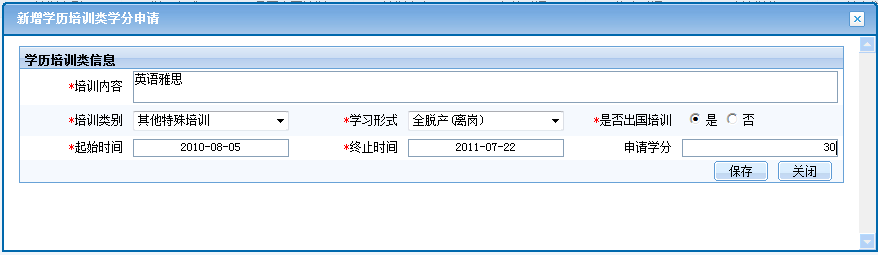 新增学历培训类学分申请
学历培训类信息
*培训内容 英语雅思
*培训类别 其他特殊培训 *学习形式 全脱产(离岗) *是否出国培训 是 否
*起始时间 2010-08-05 *终止时间 2011-07-22 申请学分 30
保存 关闭